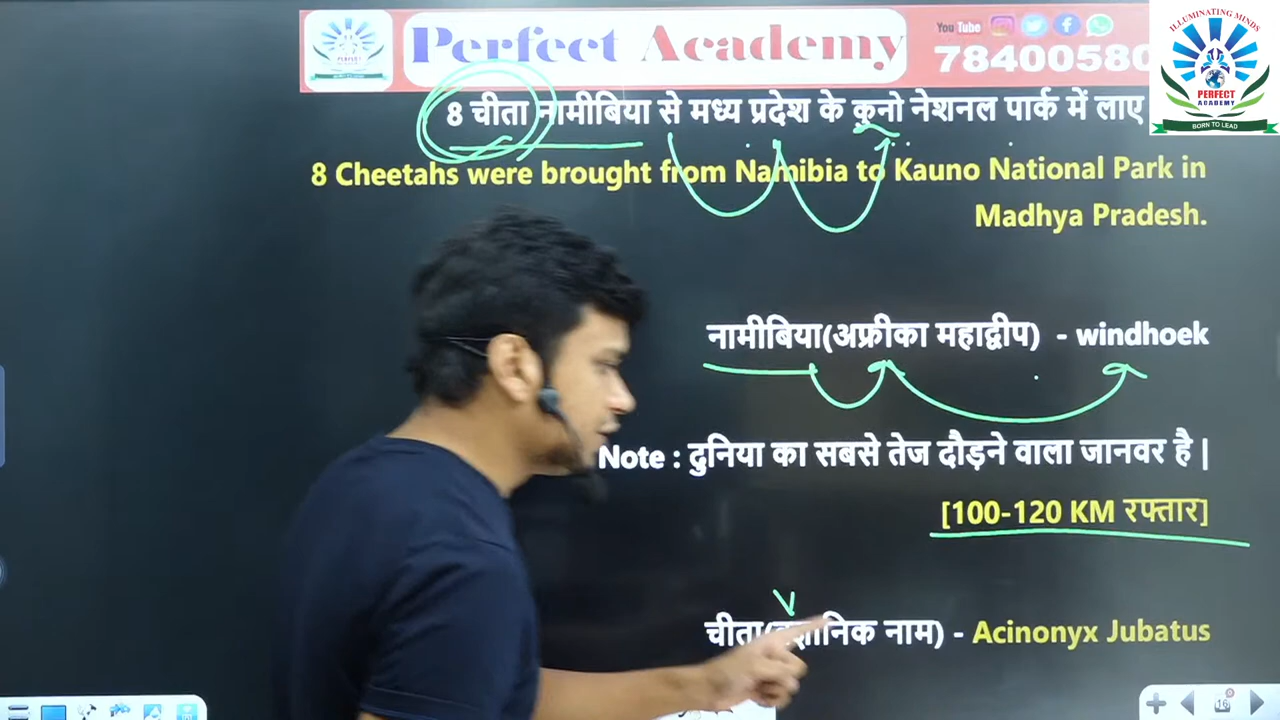 Perfect Academy
You Tube
78400580
ILLUMINATING MINDS
PERFECT
ACADEMY
BORN TO LEAD
8 चीता नामीबिया से मध्य प्रदेश के कुनो नेशनल पार्क में लाए
8 Cheetahs were brought from Namibia to Kauno National Park in
Madhya Pradesh.
नामीबिया(अफ्रीका महाद्वीप) - windhoek
Note : दुनिया का सबसे तेज दौड़ने वाला जानवर है |
[100-120 KM रफ्तार]
चीता( नाम) - Acinonyx Jubatus
16